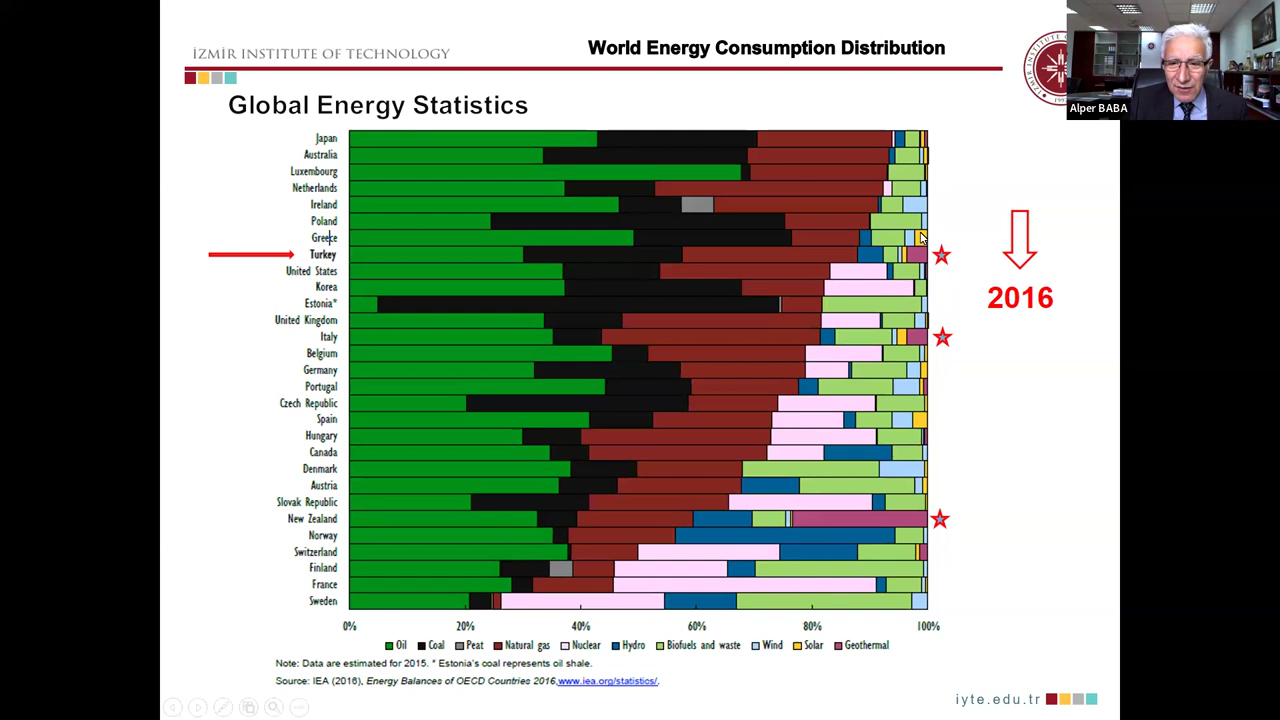 İZMİR INSTITUTE OF TECHNOLOGY
World Energy Consumption Distribution
Alper BABA
Global Energy Statistics
Japan
Australia
Luxembourg
Netherlands
Ireland
Poland
Greece
Turkey
United States
Korea
Estonia*
United Kingdom
Italy
Belgium
Germany
Portugal
Czech Republic
Spain
Hungary
Canada
Denmark
Austria
Slovak Republic
New Zealand
Norway
Switzerland
Finland
France
Sweden
2016
0% 20% 40% 60% 80% 100%
Oil Coal Peat Natural gas Nuclear Hydro Biofuels and waste Wind Solar Geothermal
Note: Data are estimated for 2015. * Estonia's coal represents oil shale.
Source: IEA (2016), Energy Balances of OECD Countries 2016,www.iea.org/statistics/.
iyte.edu.tr